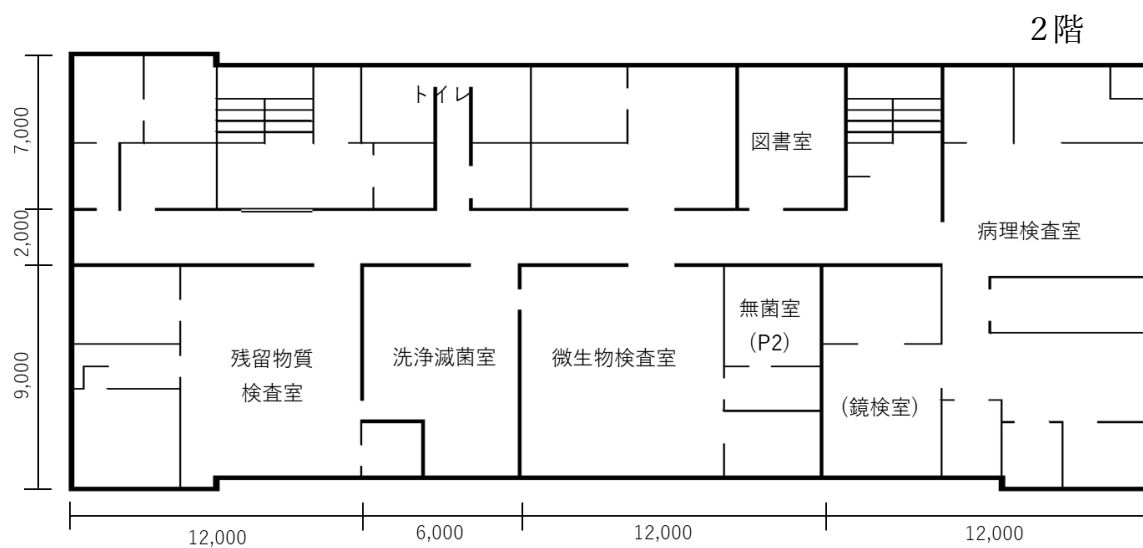 2階
トイレ
図書室
7,000
2,000
病理検査室
無菌室
(P2)
残留物質
検査室
洗浄滅菌室
微生物検査室
9,000
(鏡検室)
12,000
6,000
12,000
12,000